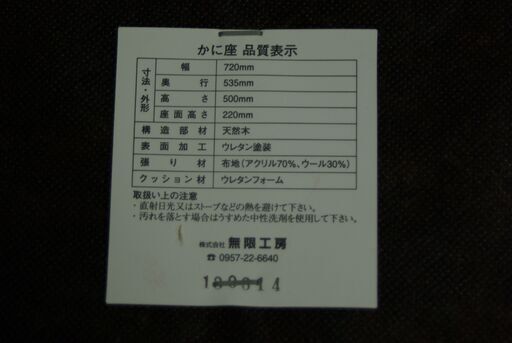 かに座 品質表示
寸法・外形
幅 720mm
奥行 535mm
高さ 500mm
座面高さ 220mm
構造部材 天然木
表面加工 ウレタン塗装
張り材 布地(アクリル70%、ウール30%)
クッション材 ウレタンフォーム
取扱い上の注意
・直射日光又はストーブなどの熱を避けて下さい。
・汚れを落とす場合はうすめた中性洗剤を使用して下さい。
株式会社 無限工房
☎ 0957-22-6640